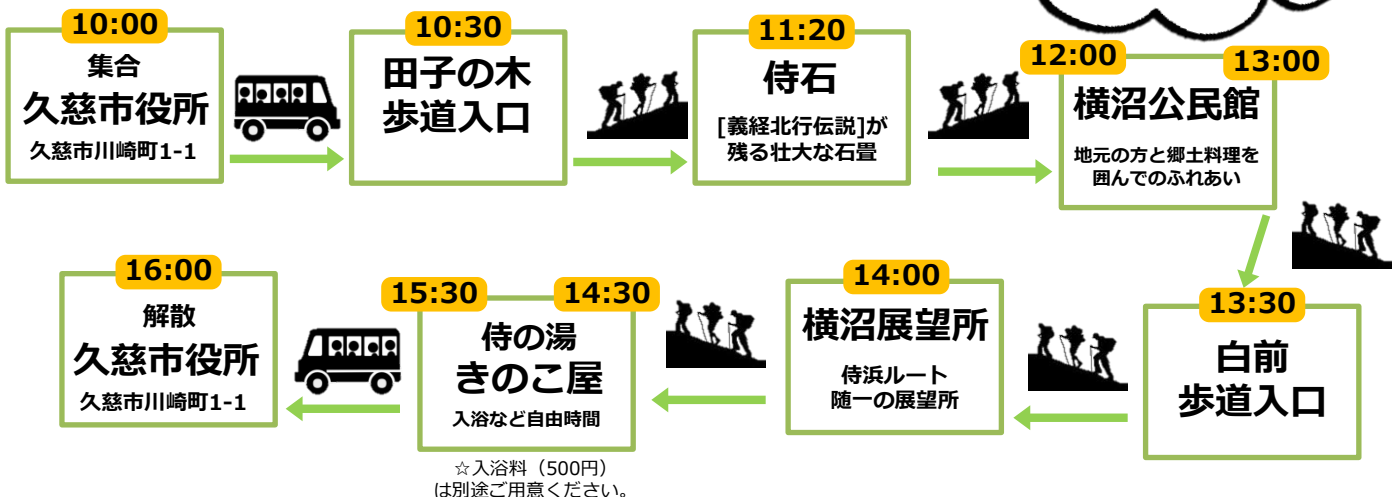 10:00
集合
久慈市役所
久慈市川崎町1-1
10:30
田子の木
歩道入口
11:20
侍石
[義経北行伝説]が
残る壮大な石畳
12:00
13:00
横沼公民館
地元の方と郷土料理を
囲んでのふれあい
13:30
白前
歩道入口
14:00
横沼展望所
侍浜ルート
随一の展望所
15:30
14:30
侍の湯
きのこ屋
入浴など自由時間
☆入浴料（500円）
は別途ご用意ください。
16:00
解散
久慈市役所
久慈市川崎町1-1